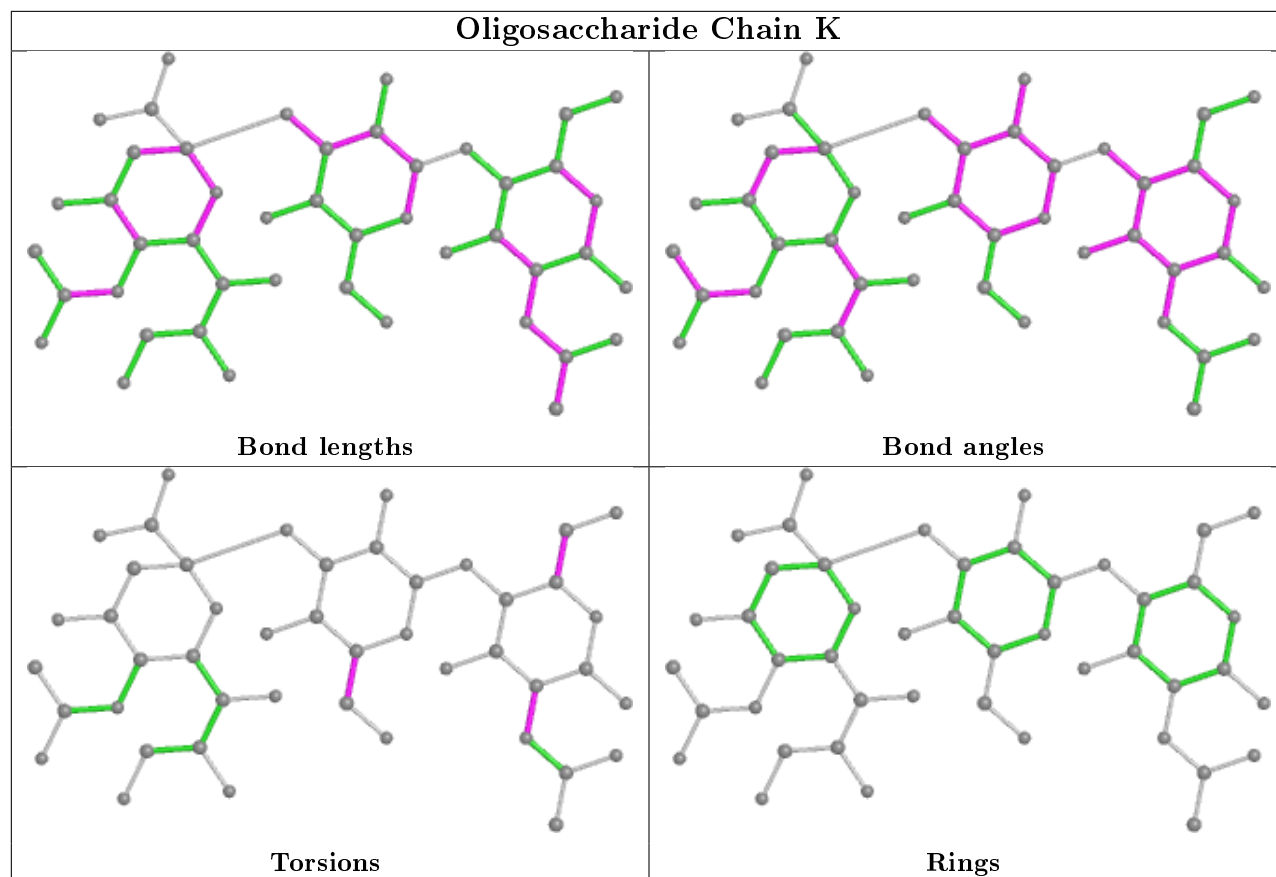 Oligosaccharide Chain K
Bond lengths
Bond angles
Torsions
Rings